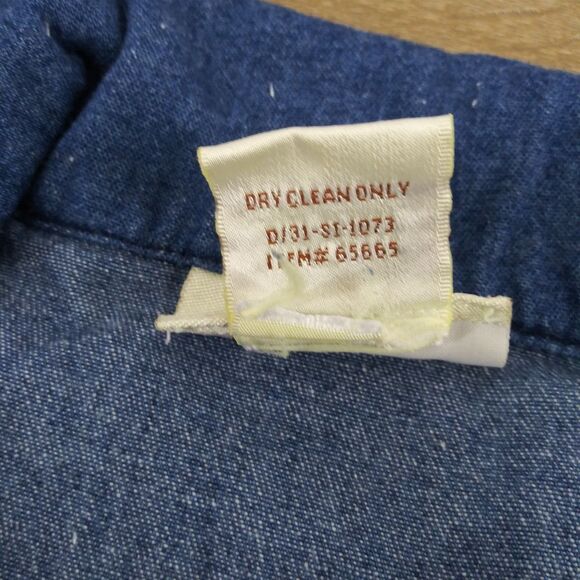 DRY CLEAN ONLY
D/31-SI-1073
ITEM# 65665